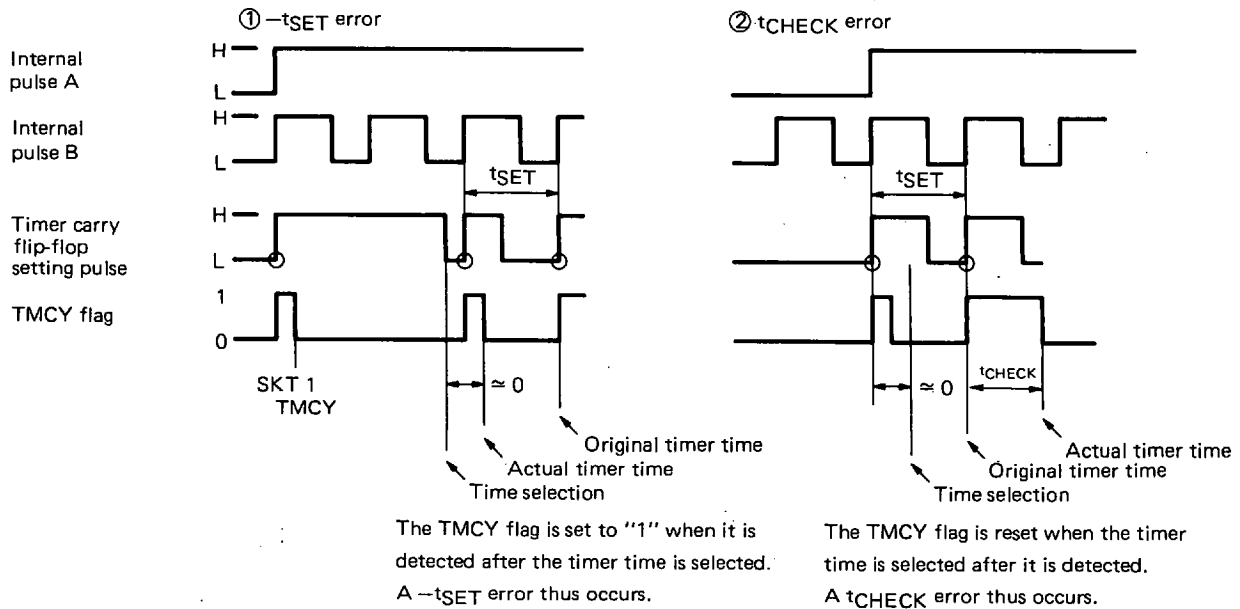 ① –tSET error
② tCHECK error
Internal
pulse A
H
L
Internal
pulse B
H
L
tSET
tSET
Timer carry
flip-flop
setting pulse
H
L
TMCY flag
1
0
SKT 1
TMCY
≃ 0
≃ 0
tCHECK
Original timer time
Actual timer time
Time selection
Actual timer time
Original timer time
Time selection
The TMCY flag is set to "1" when it is
detected after the timer time is selected.
A –tSET error thus occurs.
The TMCY flag is reset when the timer
time is selected after it is detected.
A tCHECK error thus occurs.